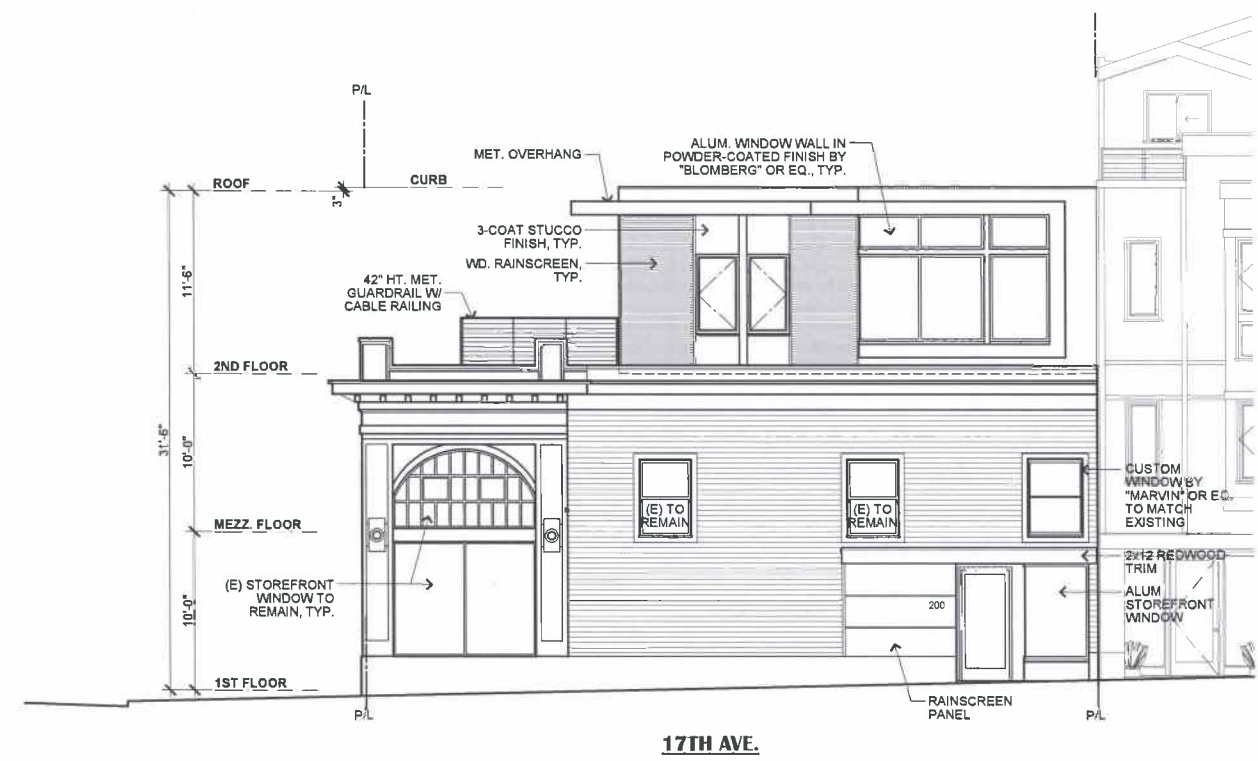 P/L
ROOF
CURB
3"
MET. OVERHANG
ALUM. WINDOW WALL IN
POWDER-COATED FINISH BY
"BLOMBERG" OR EQ., TYP.
3-COAT STUCCO
FINISH, TYP.
WD. RAINSCREEN,
TYP.
42" HT. MET.
GUARDRAIL W/
CABLE RAILING
11'-6"
2ND FLOOR
31'-6"
10'-0"
(E) TO
REMAIN
(E) TO
REMAIN
CUSTOM
WINDOW BY
"MARVIN" OR EQ.
TO MATCH
EXISTING
MEZZ. FLOOR
2x12 REDWOOD
TRIM
(E) STOREFRONT
WINDOW TO
REMAIN, TYP.
10'-0"
200
ALUM
STOREFRONT
WINDOW
1ST FLOOR
RAINSCREEN
PANEL
P/L
P/L
17TH AVE.